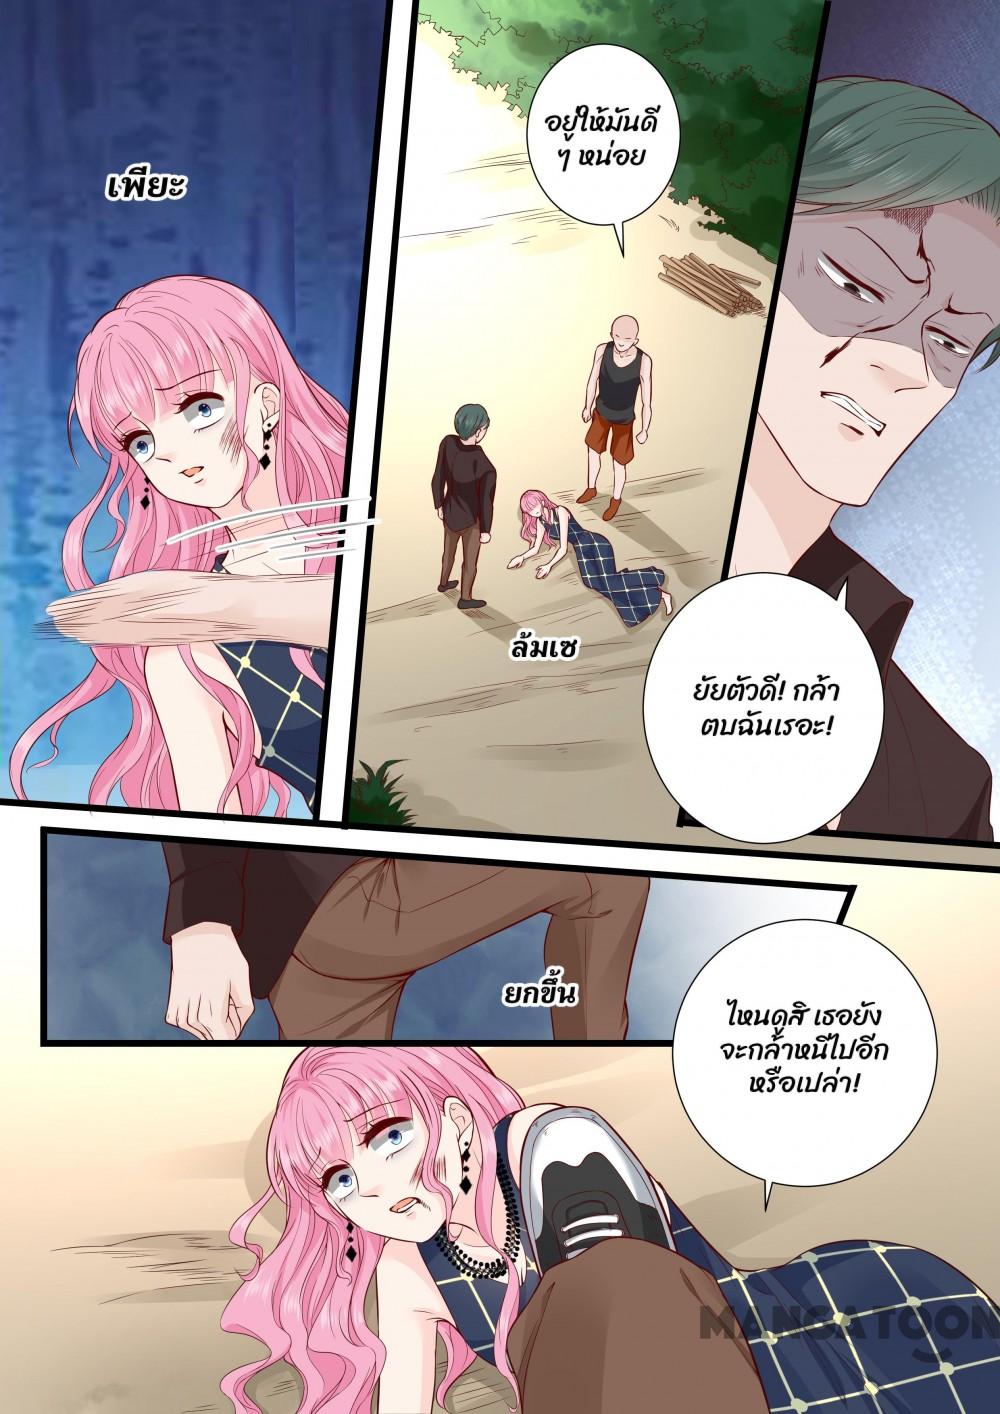 เพียะ
อยู่ให้มันดี
ๆ หน่อย
ล้มเซ
ยัยตัวดี! กล้า
ตบฉันเรอะ!
ยกขึ้น
ไหนดูสิ เธอยัง
จะกล้าหนีไปอีก
หรือเปล่า!
MANGATOON